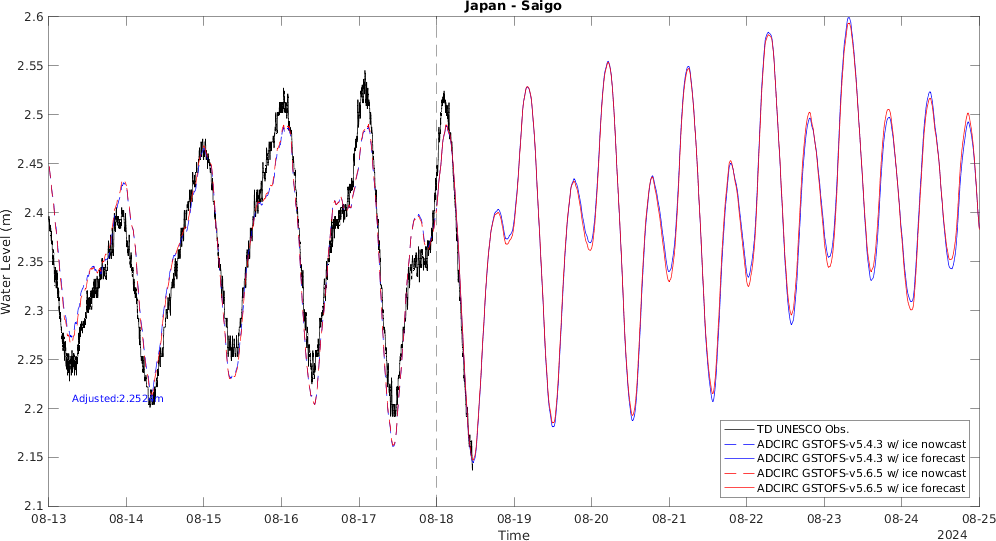 Japan - Saigo
Water Level (m)
2.6
2.55
2.5
2.45
2.4
2.35
2.3
2.25
2.2
2.15
2.1
Adjusted:2.252 m
TD UNESCO Obs.
ADCIRC GSTOFS-v5.4.3 w/ ice nowcast
ADCIRC GSTOFS-v5.4.3 w/ ice forecast
ADCIRC GSTOFS-v5.6.5 w/ ice nowcast
ADCIRC GSTOFS-v5.6.5 w/ ice forecast
08-13 08-14 08-15 08-16 08-17 08-18 08-19 08-20 08-21 08-22 08-23 08-24 08-25
Time
2024